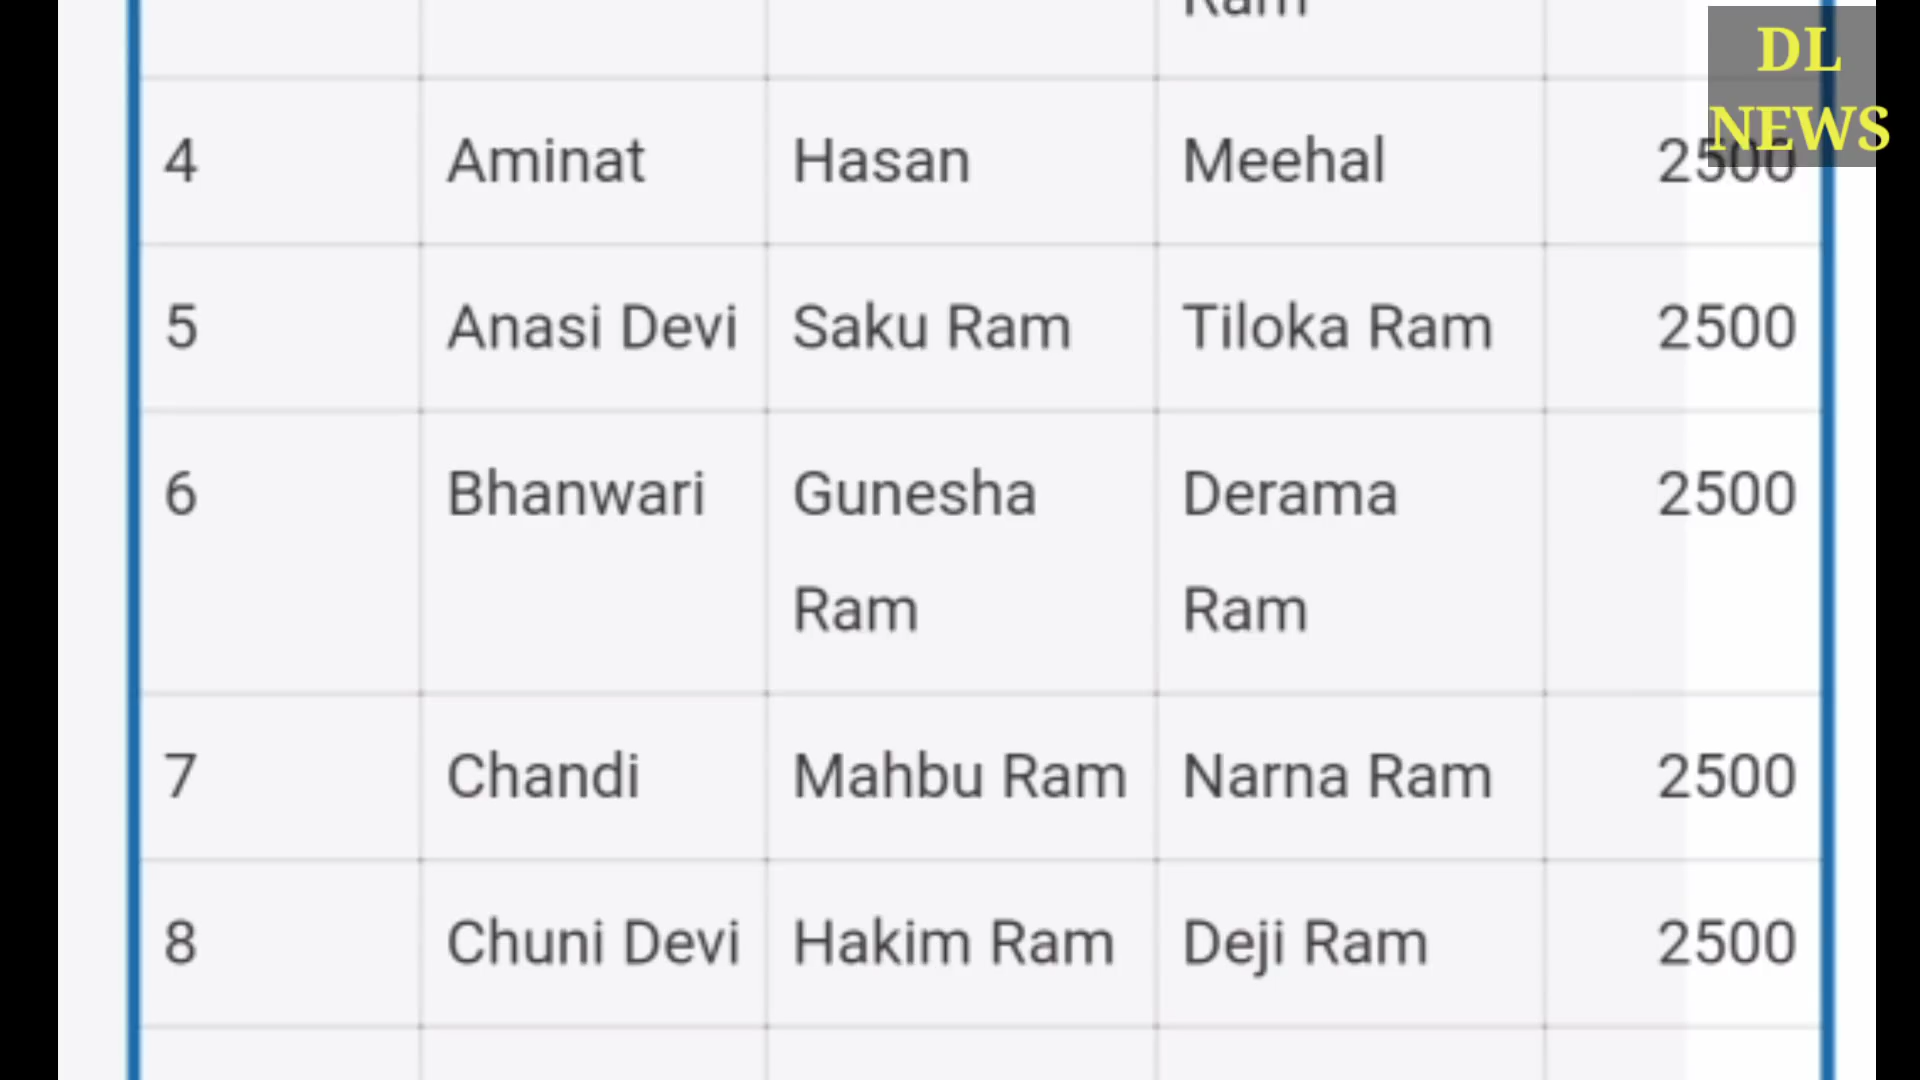 Ram
DL
NEWS
4 Aminat Hasan Meehal 2500
5 Anasi Devi Saku Ram Tiloka Ram 2500
6 Bhanwari Gunesha Derama 2500
Ram Ram
7 Chandi Mahbu Ram Narna Ram 2500
8 Chuni Devi Hakim Ram Deji Ram 2500